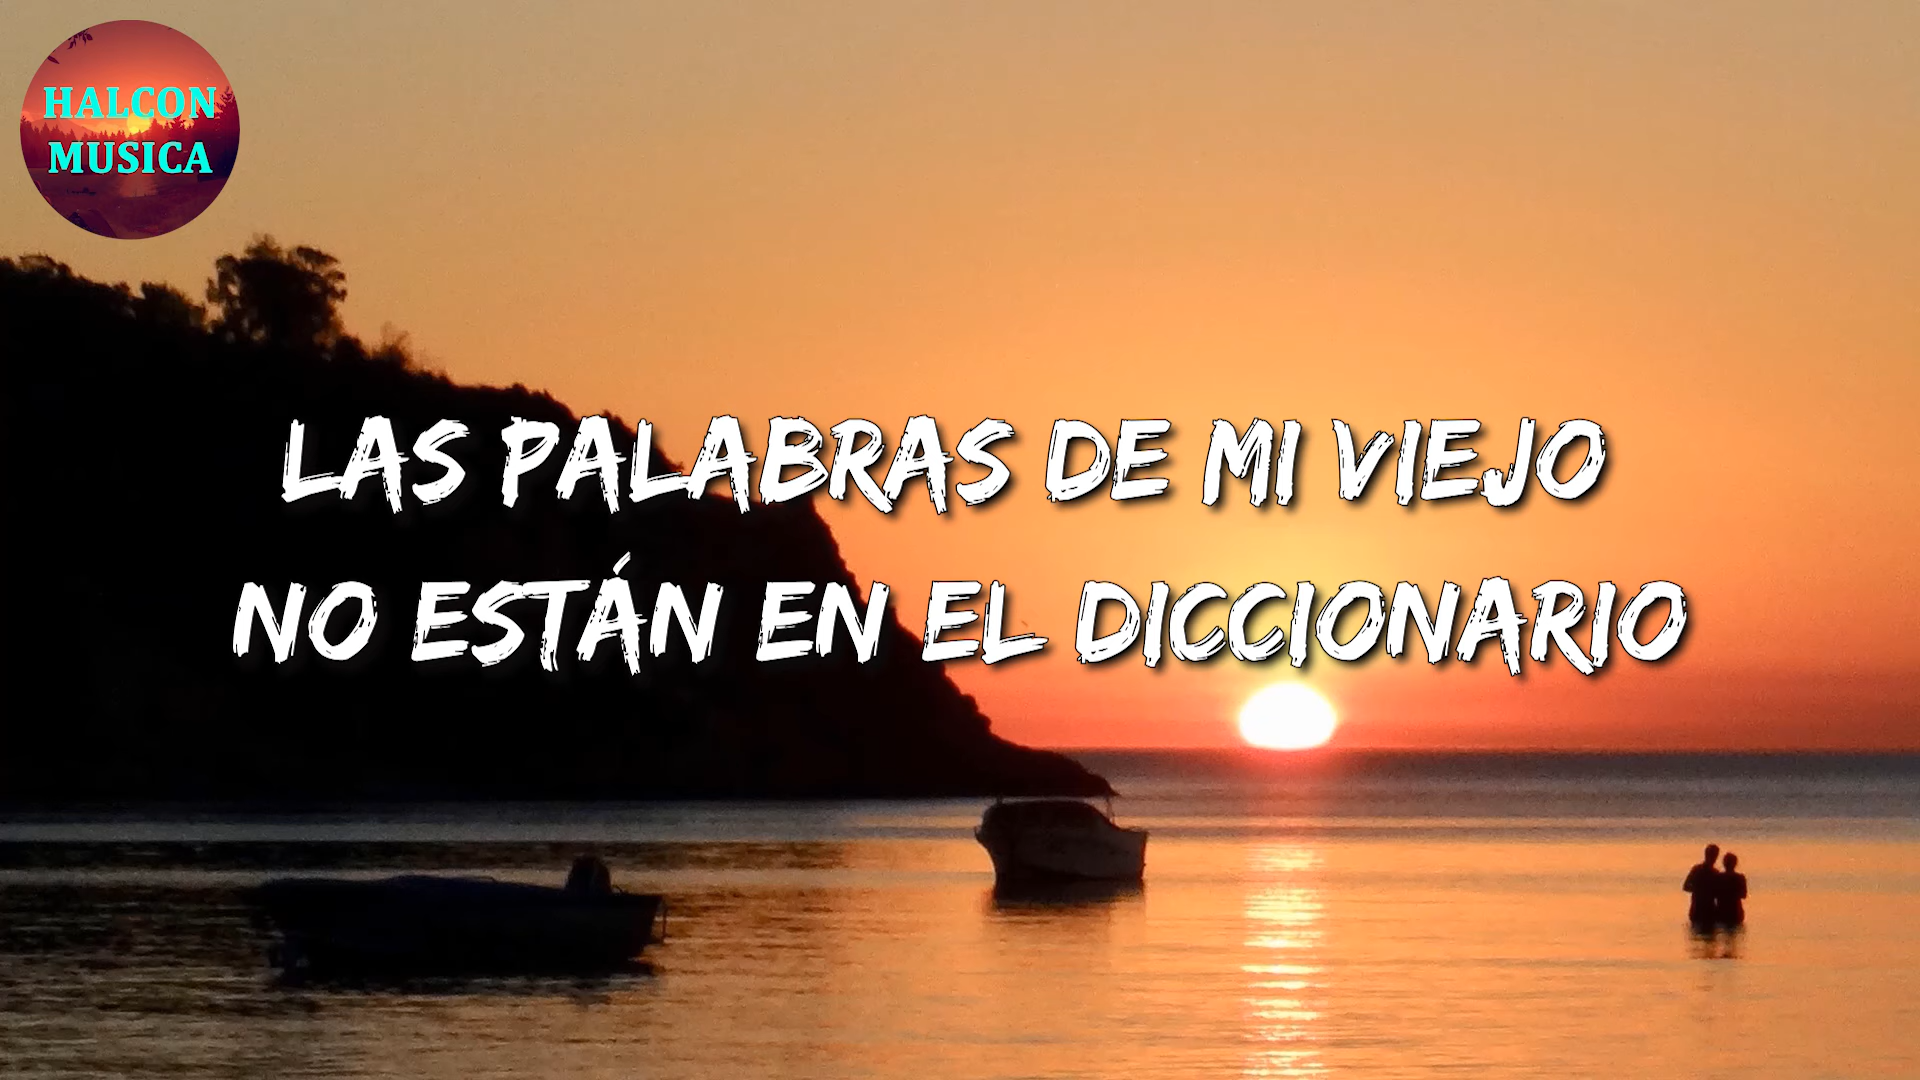 HALCON
MUSICA
LAS PALABRAS DE MI VIEJO
NO ESTÁN EN EL DICCIONARIO